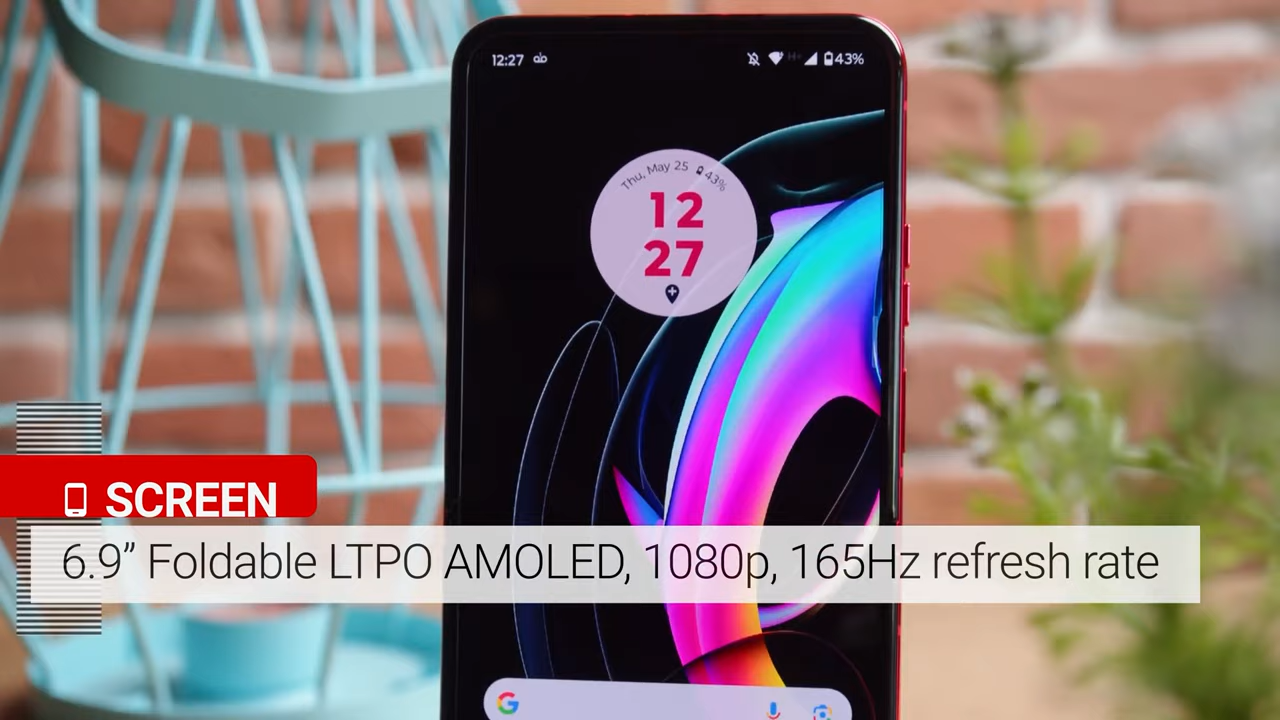 12:27 H+ 43%
Thu, May 25 43%
12
27
SCREEN
6.9” Foldable LTPO AMOLED, 1080p, 165Hz refresh rate
G